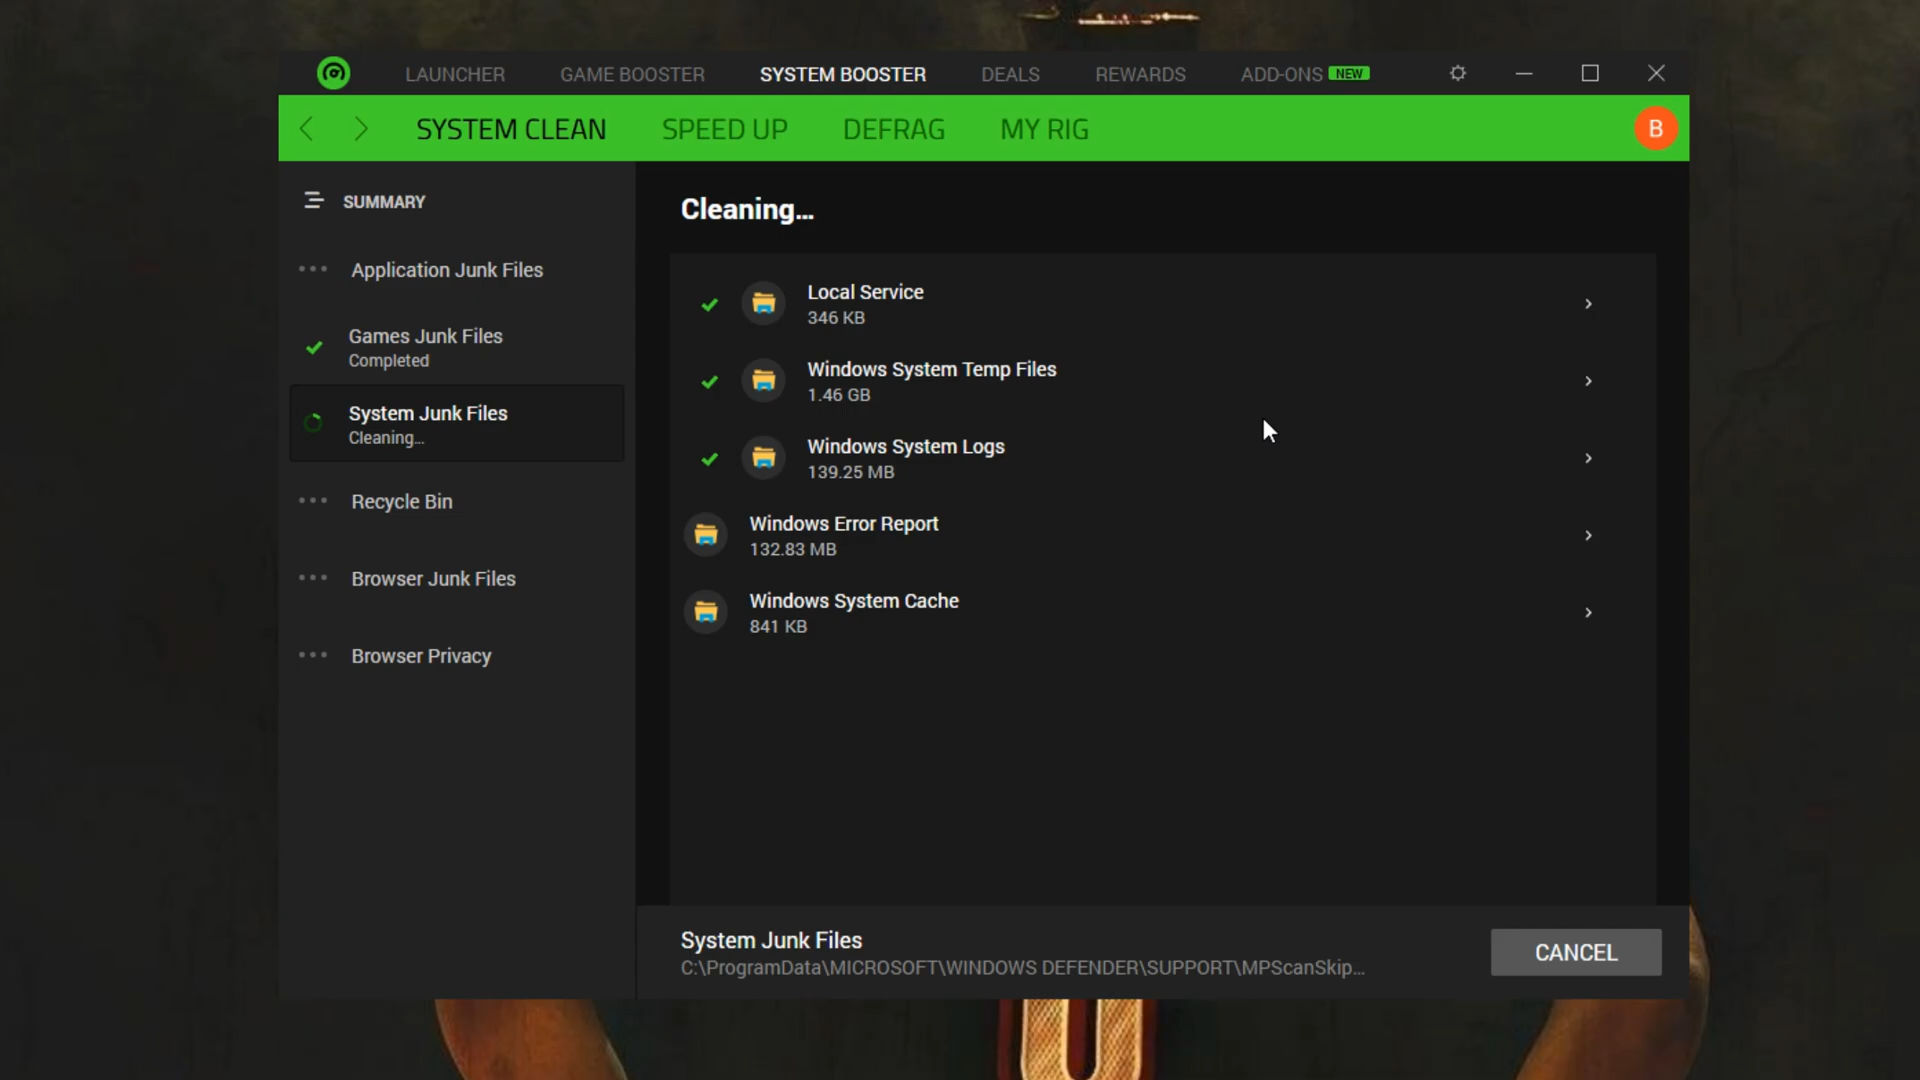 LAUNCHER GAME BOOSTER SYSTEM BOOSTER DEALS REWARDS ADD-ONS NEW
SYSTEM CLEAN SPEED UP DEFRAG MY RIG B
SUMMARY
Application Junk Files
Games Junk Files
Completed
System Junk Files
Cleaning...
Recycle Bin
Browser Junk Files
Browser Privacy
Cleaning...
Local Service
346 KB
Windows System Temp Files
1.46 GB
Windows System Logs
139.25 MB
Windows Error Report
132.83 MB
Windows System Cache
841 KB
System Junk Files
C:\ProgramData\MICROSOFT\WINDOWS DEFENDER\SUPPORT\MPScanSkip...
CANCEL